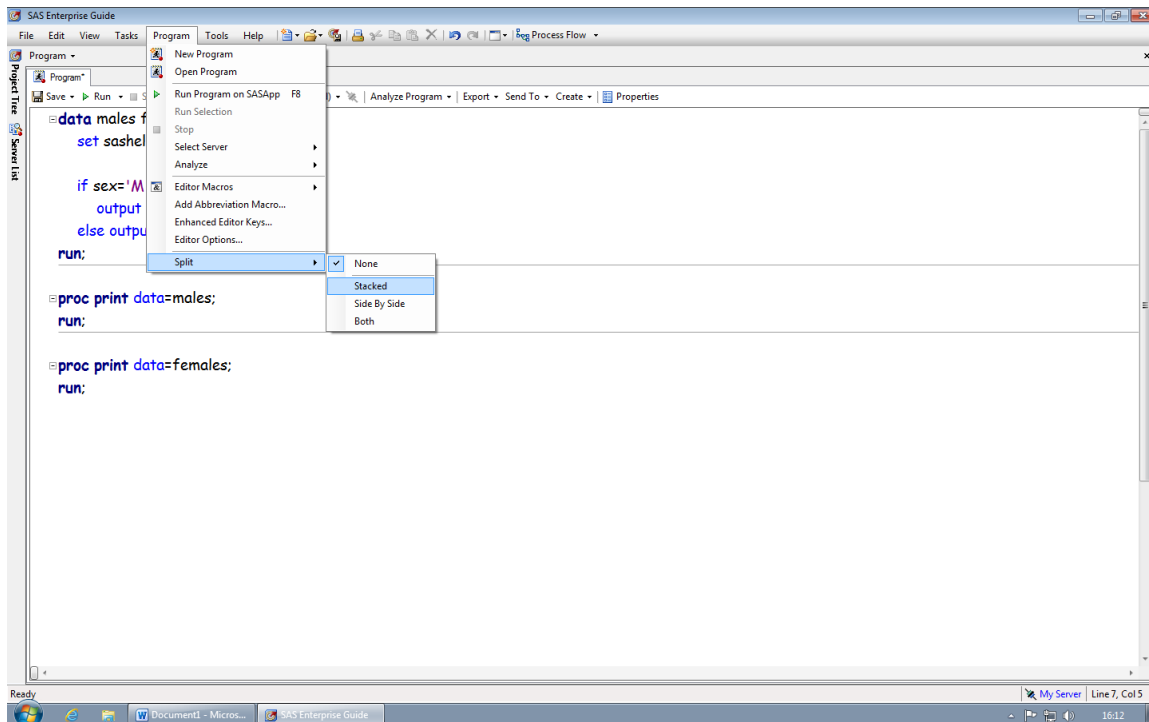 SAS Enterprise Guide
File Edit View Tasks Program Tools Help Process Flow
Program
Project Tree
Server List
Program*
Save Run Analyze Program Export Send To Create Properties
New Program
Open Program
Run Program on SASApp F8
Run Selection
Stop
Select Server
Analyze
Editor Macros
Add Abbreviation Macro...
Enhanced Editor Keys...
Editor Options...
Split
None
Stacked
Side By Side
Both
data males
set sashel
if sex='M
output
else outpu
run;
proc print data=males;
run;
proc print data=females;
run;
Ready My Server Line 7, Col 5
Document1 - Micros... SAS Enterprise Guide 16:12